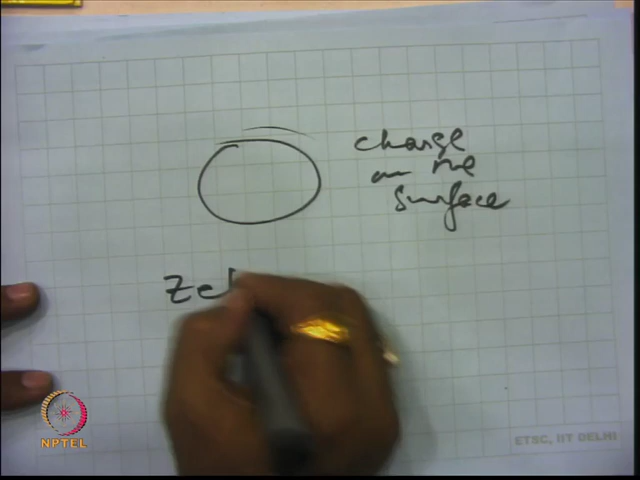 charge
on the
surface
NPTEL
ETSC, IIT DELHI